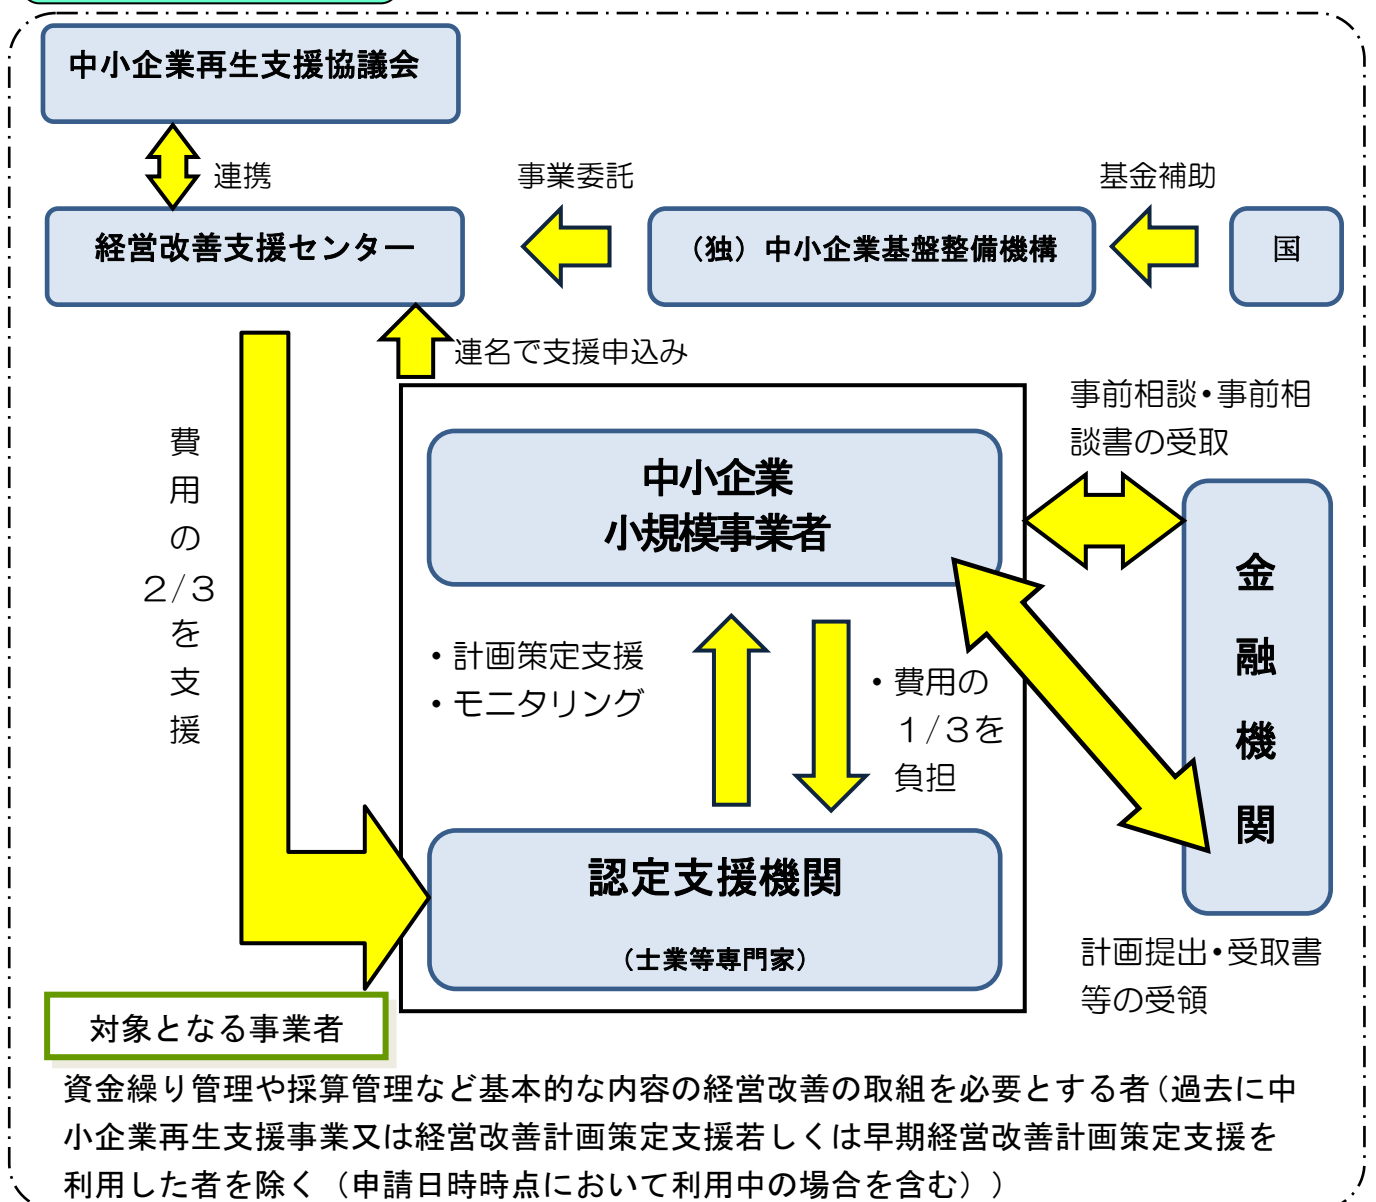 中小企業再生支援協議会
連携
事業委託
基金補助
経営改善支援センター
（独）中小企業基盤整備機構
国
連名で支援申込み
事前相談・事前相
談書の受取
費
用
の
２/３
を
支
援
中小企業
小規模事業者
金
融
機
関
・計画策定支援
・モニタリング
・費用の
１/３を
負担
認定支援機関
（士業等専門家）
計画提出・受取書
等の受領
対象となる事業者
資金繰り管理や採算管理など基本的な内容の経営改善の取組を必要とする者（過去に中
小企業再生支援事業又は経営改善計画策定支援若しくは早期経営改善計画策定支援を
利用した者を除く（申請日時時点において利用中の場合を含む））